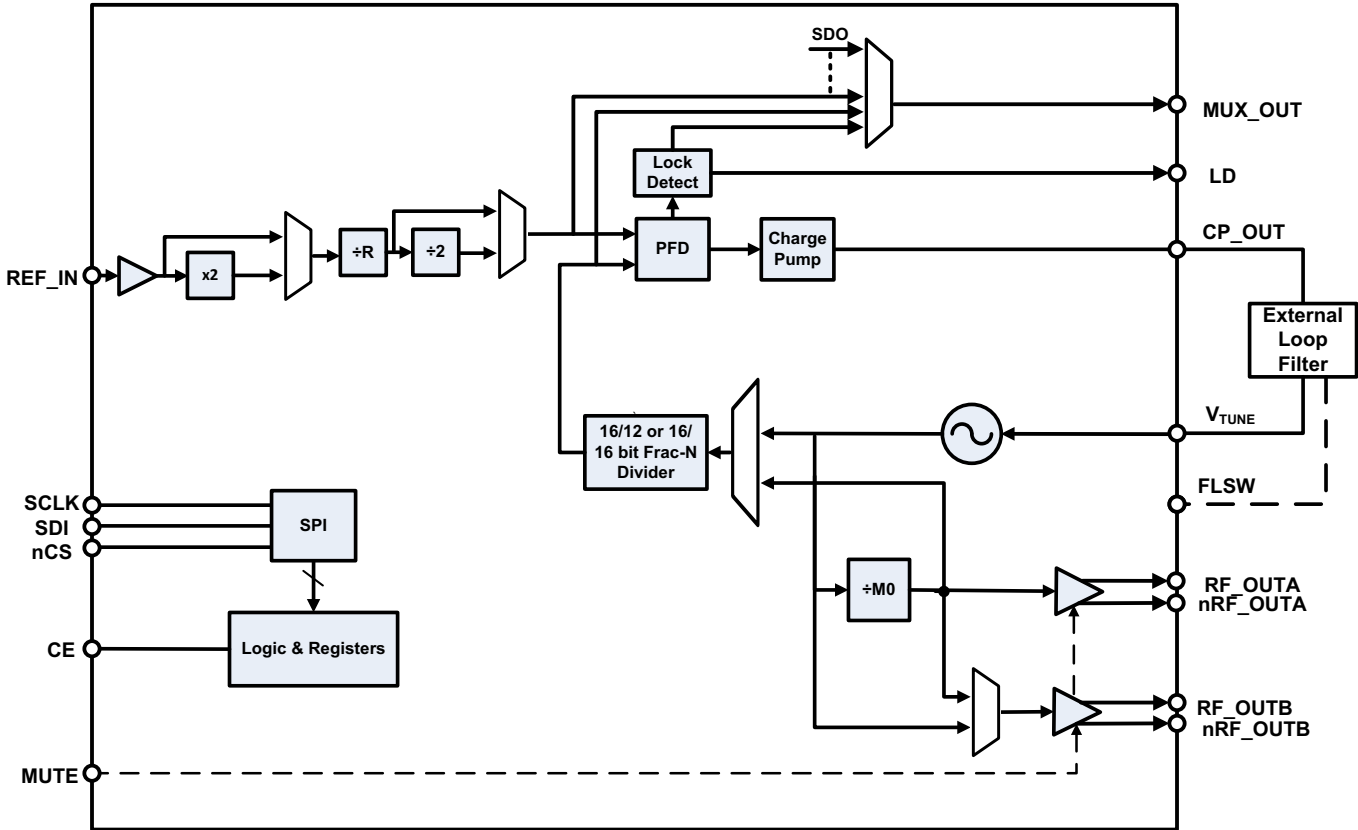 SDO
MUX_OUT
Lock
Detect
LD
CP_OUT
REF_IN
x2
÷R
÷2
PFD
Charge
Pump
External
Loop
Filter
16/12 or 16/
16 bit Frac-N
Divider
VTUNE
FLSW
SCLK
SDI
nCS
SPI
÷M0
RF_OUTA
nRF_OUTA
CE
Logic & Registers
RF_OUTB
nRF_OUTB
MUTE